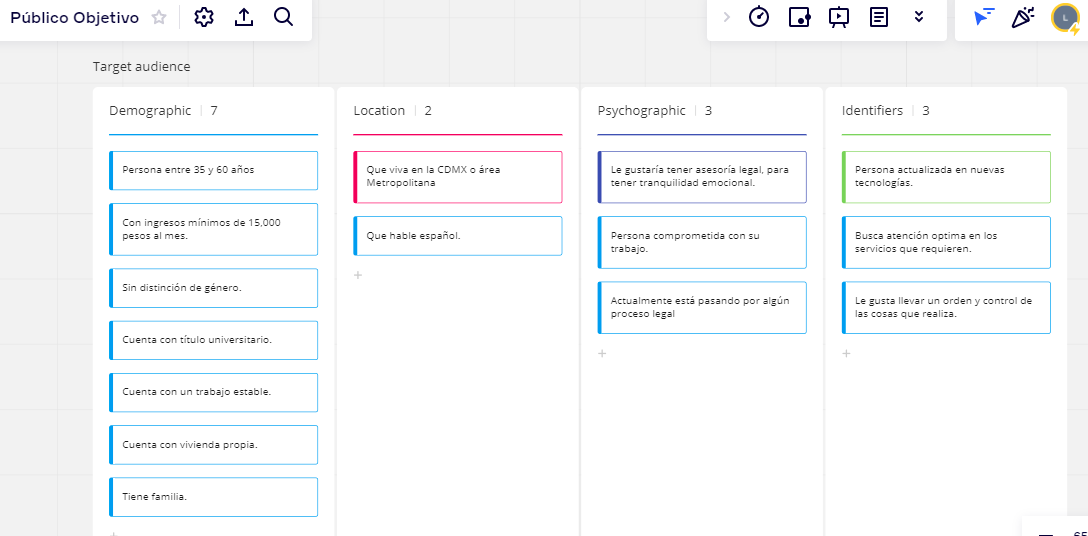 Público Objetivo
L
Target audience
Demographic | 7
Persona entre 35 y 60 años
Con ingresos mínimos de 15,000
pesos al mes.
Sin distinción de género.
Cuenta con título universitario.
Cuenta con un trabajo estable.
Cuenta con vivienda propia.
Tiene familia.
Location | 2
Que viva en la CDMX o área
Metropolitana
Que hable español.
Psychographic | 3
Le gustaría tener asesoría legal, para
tener tranquilidad emocional.
Persona comprometida con su
trabajo.
Actualmente está pasando por algún
proceso legal
Identifiers | 3
Persona actualizada en nuevas
tecnologías.
Busca atención optima en los
servicios que requieren.
Le gusta llevar un orden y control de
las cosas que realiza.